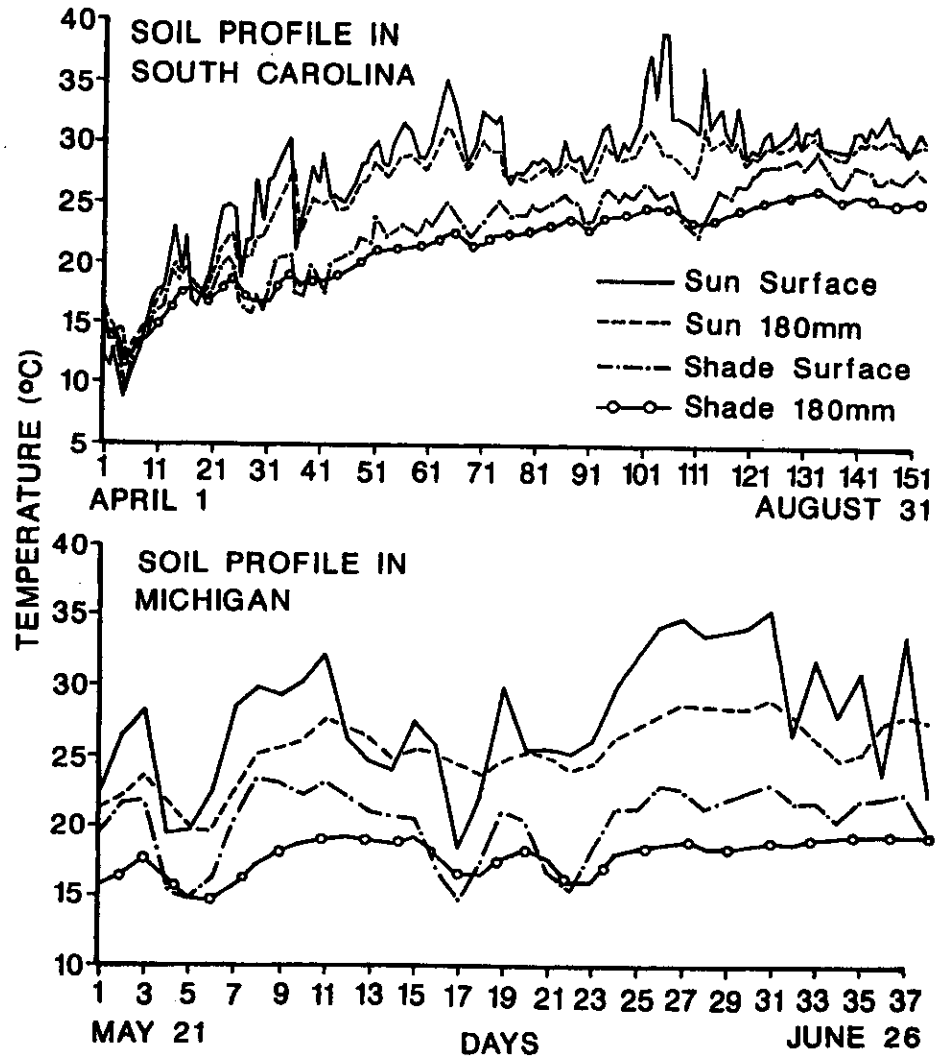 40
SOIL PROFILE IN
SOUTH CAROLINA
35
30
25
20
15
10
5
Sun Surface
Sun 180mm
Shade Surface
Shade 180mm
1 11 21 31 41 51 61 71 81 91 101 111 121 131 141 151
APRIL 1 AUGUST 31
TEMPERATURE (ºC)
40
SOIL PROFILE IN
MICHIGAN
35
30
25
20
15
10
1 3 5 7 9 11 13 15 17 19 21 23 25 27 29 31 33 35 37
MAY 21 DAYS JUNE 26